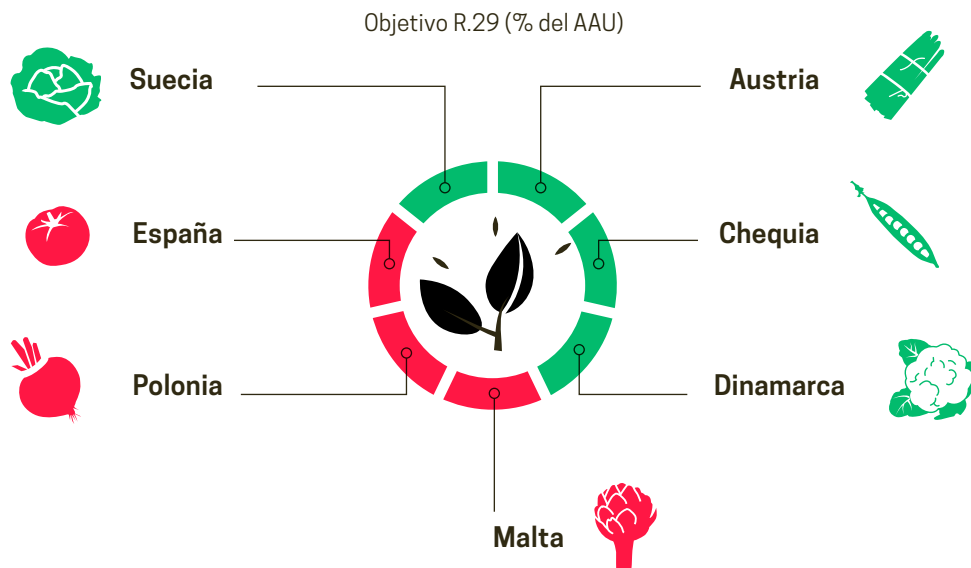 Objetivo R.29 (% del AAU)
Suecia
Austria
España
Chequia
Polonia
Dinamarca
Malta